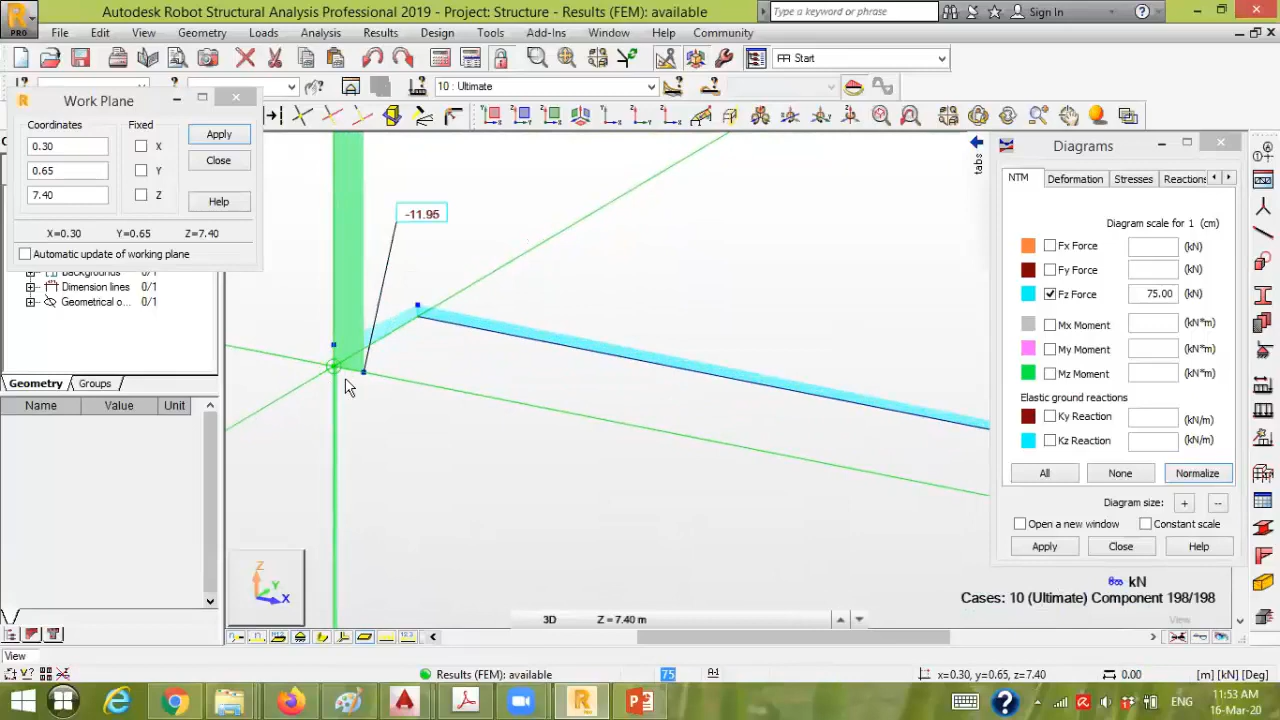 PRO
Autodesk Robot Structural Analysis Professional 2019 - Project: Structure - Results (FEM): available
Type a keyword or phrase
Sign In
File Edit View Geometry Loads Analysis Results Design Tools Add-Ins Window Help Community
Start
10 : Ultimate
Work Plane
Coordinates Fixed
0.30 X Apply
0.65 Y Close
7.40 Z Help
X=0.30 Y=0.65 Z=7.40
Automatic update of working plane
Backgrounds 0/1
Dimension lines 0/1
Geometrical o... 0/1
Geometry Groups
Name Value Unit
-11.95
tabs
Diagrams
NTM Deformation Stresses Reactions
Diagram scale for 1 (cm)
Fx Force (kN)
Fy Force (kN)
Fz Force 75.00 (kN)
Mx Moment (kN*m)
My Moment (kN*m)
Mz Moment (kN*m)
Elastic ground reactions
Ky Reaction (kN/m)
Kz Reaction (kN/m)
All None Normalize
Diagram size: + --
Open a new window Constant scale
Apply Close Help
Z
Y
X
kN
Cases: 10 (Ultimate) Component 198/198
3D Z = 7.40 m
View
View
Results (FEM): available 75 x=0.30, y=0.65, z=7.40 0.00 [m] [kN] [Deg]
ENG
11:53 AM
16-Mar-20